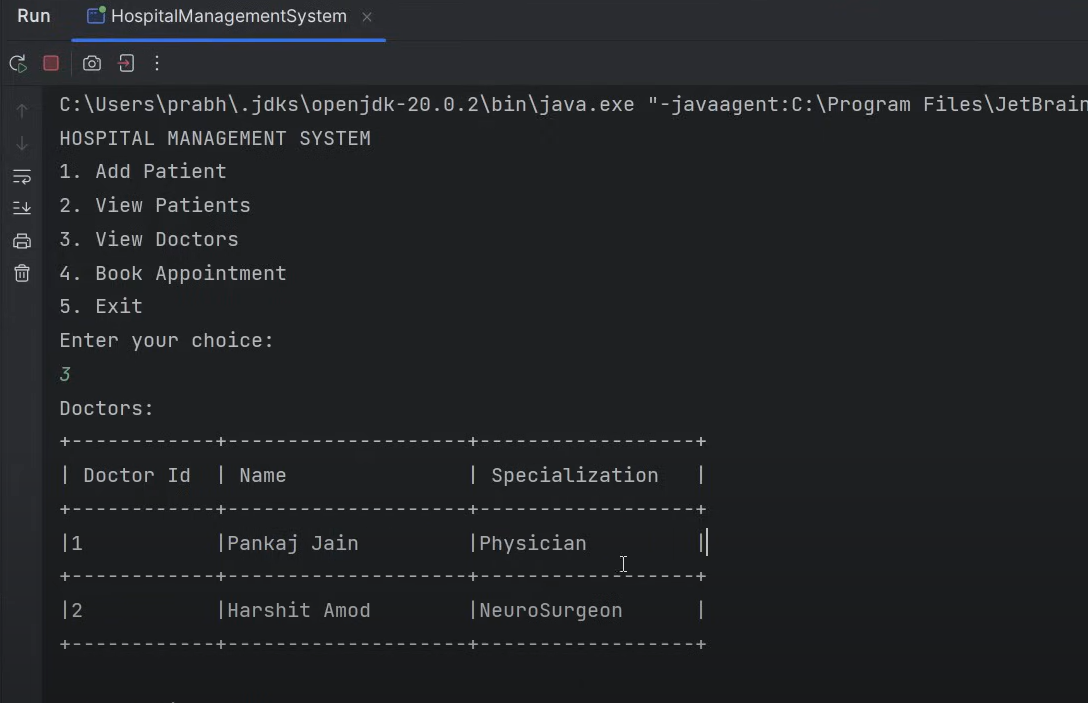 Run HospitalManagementSystem
C:\Users\prabh\.jdks\openjdk-20.0.2\bin\java.exe "-javaagent:C:\Program Files\JetBrain
HOSPITAL MANAGEMENT SYSTEM
1. Add Patient
2. View Patients
3. View Doctors
4. Book Appointment
5. Exit
Enter your choice:
3
Doctors:
+------------+--------------------+------------------+
| Doctor Id  | Name               | Specialization   |
+------------+--------------------+------------------+
|1           |Pankaj Jain         |Physician         |
+------------+--------------------+------------------+
|2           |Harshit Amod        |NeuroSurgeon      |
+------------+--------------------+------------------+